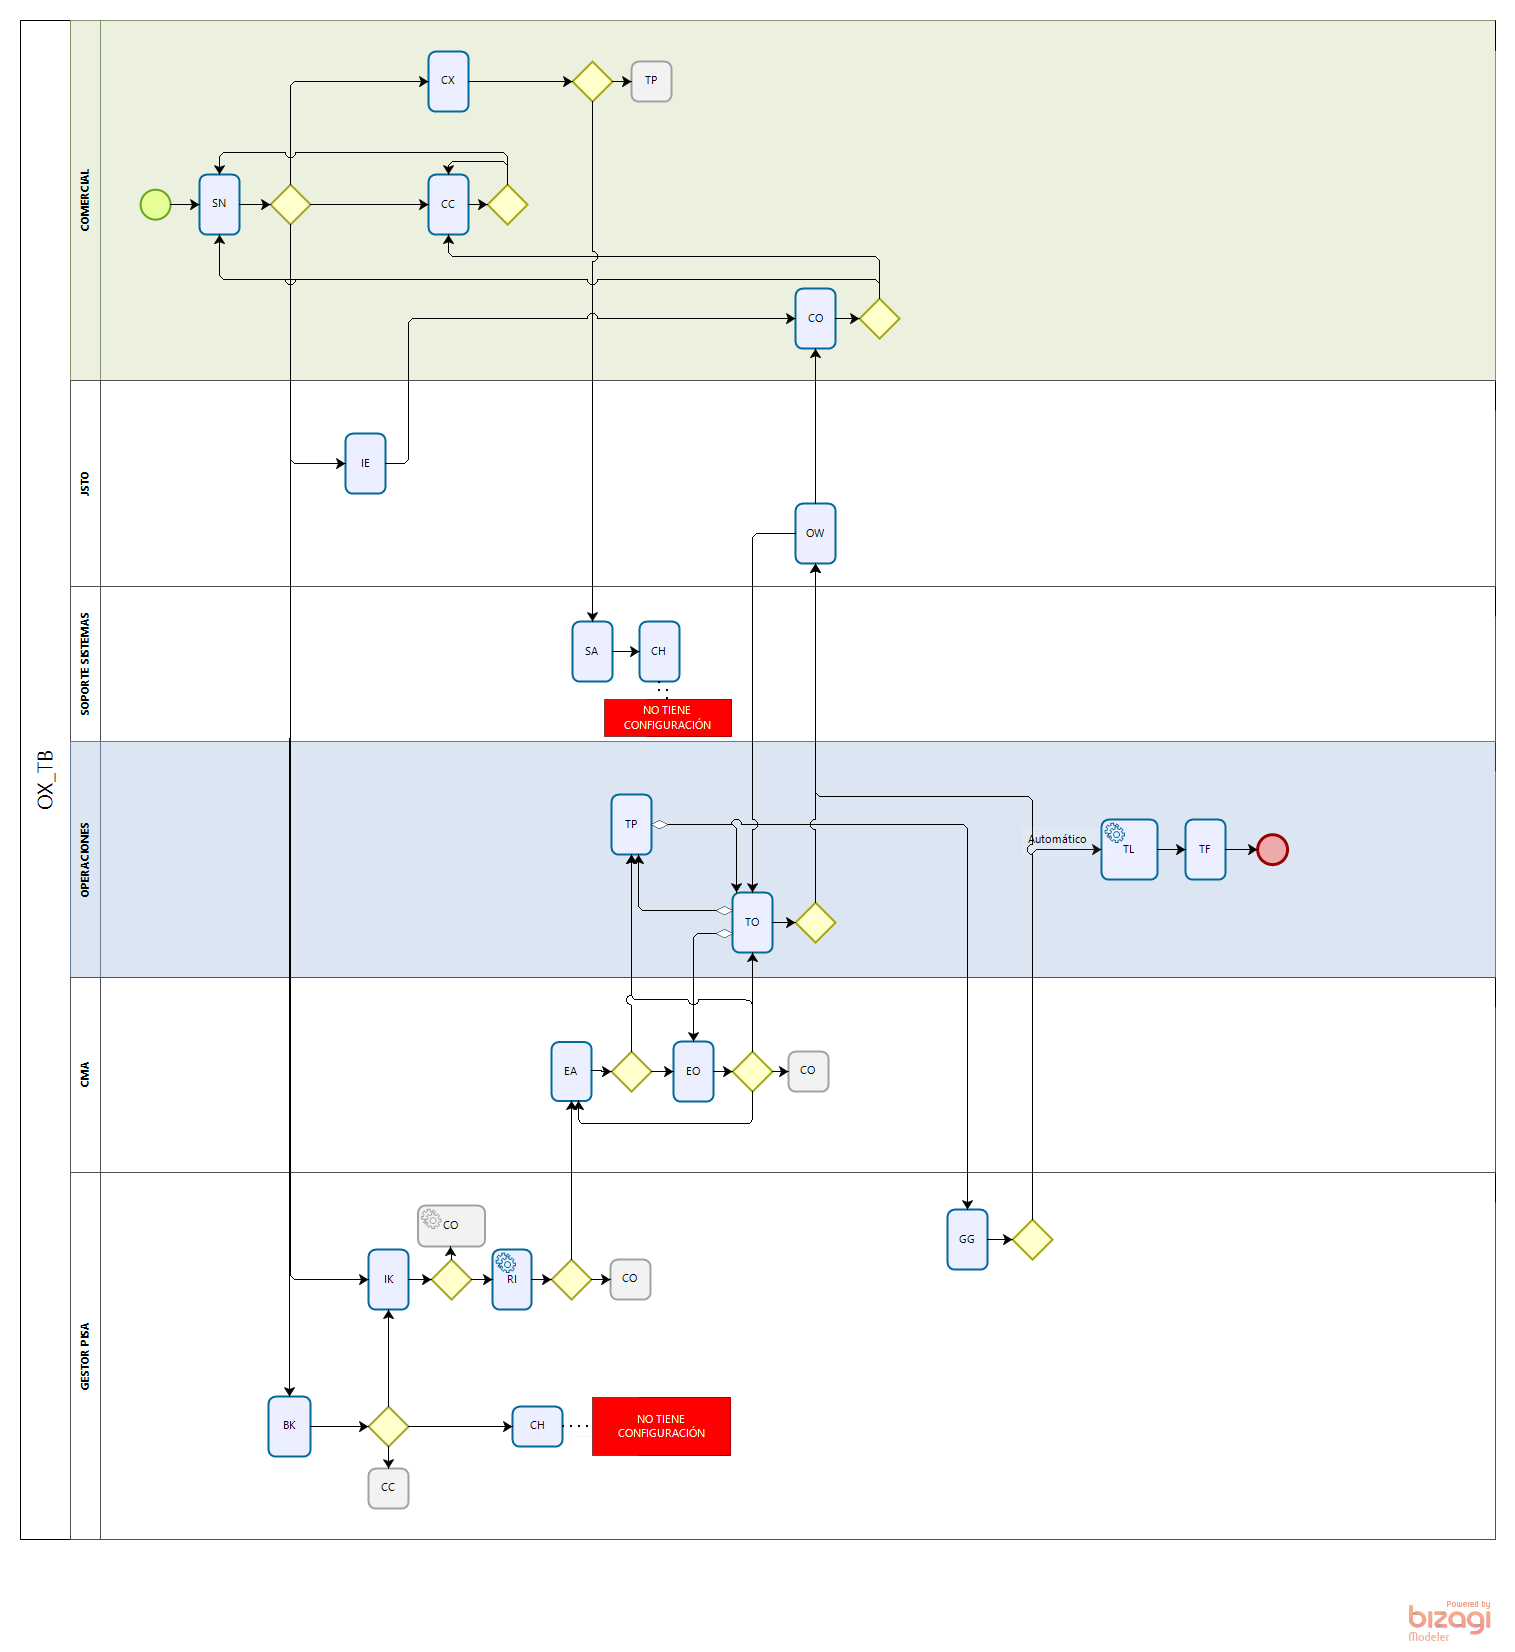 OX_TB
COMERCIAL
CX
TP
SN
CC
CO
JSTO
IE
OW
SOPORTE SISTEMAS
SA
CH
NO TIENE
CONFIGURACIÓN
OPERACIONES
TP
Automático
TL
TF
TO
CMA
EA
EO
CO
GESTOR PISA
CO
GG
IK
RI
CO
BK
CH
NO TIENE
CONFIGURACIÓN
CC
Powered by
bizagi
Modeler